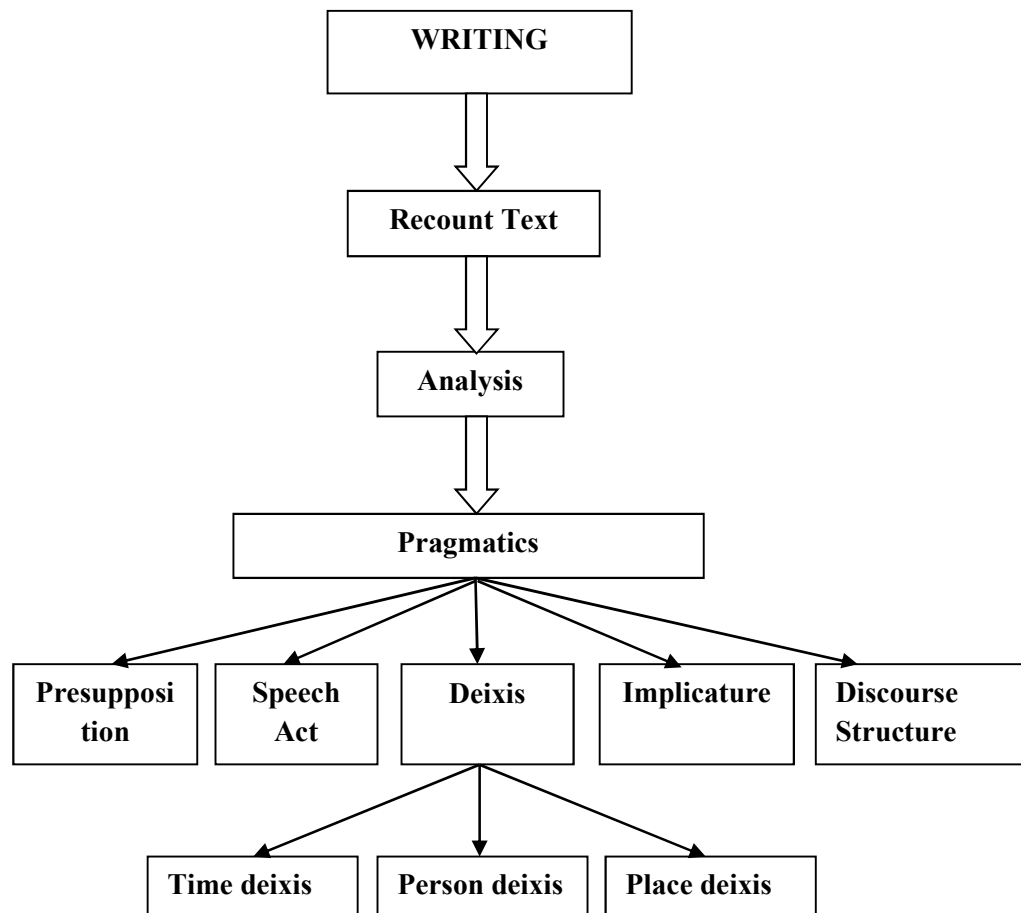 WRITING
Recount Text
Analysis
Pragmatics
Presupposi
tion
Speech
Act
Deixis
Implicature
Discourse
Structure
Time deixis
Person deixis
Place deixis